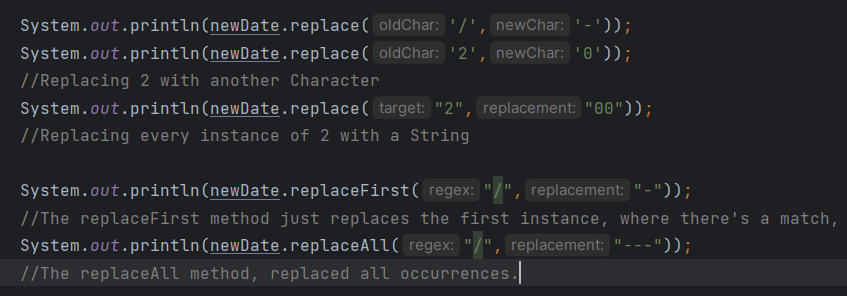 System.out.println(newDate.replace( oldChar: '/', newChar: '-'));
System.out.println(newDate.replace( oldChar: '2', newChar: '0'));
//Replacing 2 with another Character
System.out.println(newDate.replace( target: "2", replacement: "00"));
//Replacing every instance of 2 with a String
System.out.println(newDate.replaceFirst( regex: "/", replacement: "-"));
//The replaceFirst method just replaces the first instance, where there's a match,
System.out.println(newDate.replaceAll( regex: "/", replacement: "---"));
//The replaceAll method, replaced all occurrences.